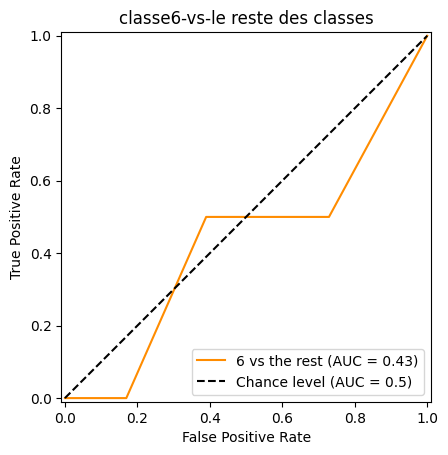 classe6-vs-le reste des classes
1.0
0.8
0.6
0.4
0.2
0.0
True Positive Rate
6 vs the rest (AUC = 0.43)
Chance level (AUC = 0.5)
0.0 0.2 0.4 0.6 0.8 1.0
False Positive Rate